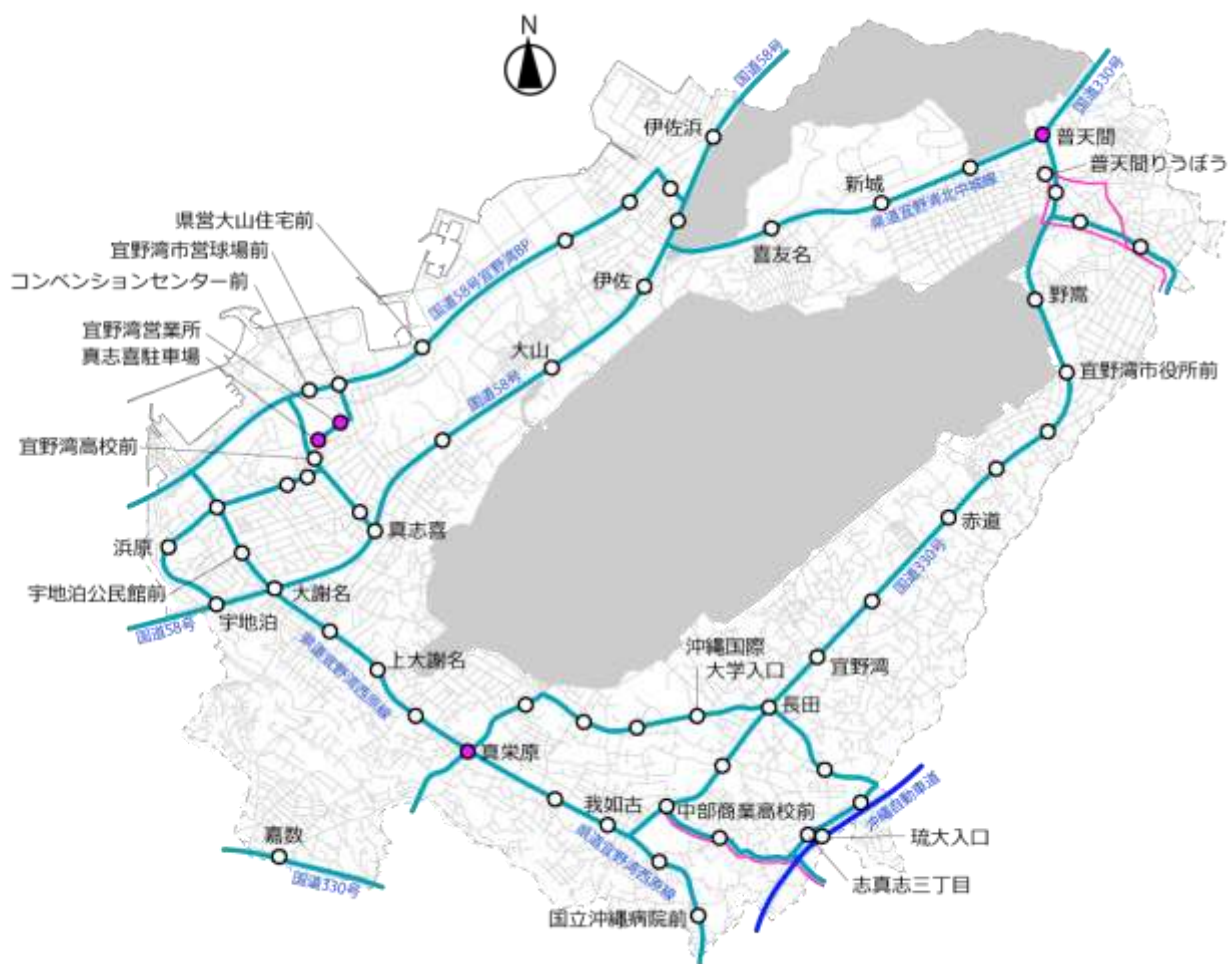 N
国道58号
国道330号
伊佐浜
普天間
普天間りうぼう
新城
県道宜野湾北中城線
県営大山住宅前
宜野湾市営球場前
コンベンションセンター前
喜友名
国道58号宜野湾BP
伊佐
野嵩
宜野湾営業所
真志喜駐車場
大山
国道58号
宜野湾市役所前
宜野湾高校前
赤道
真志喜
浜原
国道330号
宇地泊公民館前
大謝名
宇地泊
国道58号
沖縄国際
大学入口
宜野湾
上大謝名
県道宜野湾西原線
長田
真栄原
沖縄自動車道
我如古
中部商業高校前
嘉数
県道宜野湾西原線
琉大入口
国道330号
志真志三丁目
国立沖縄病院前